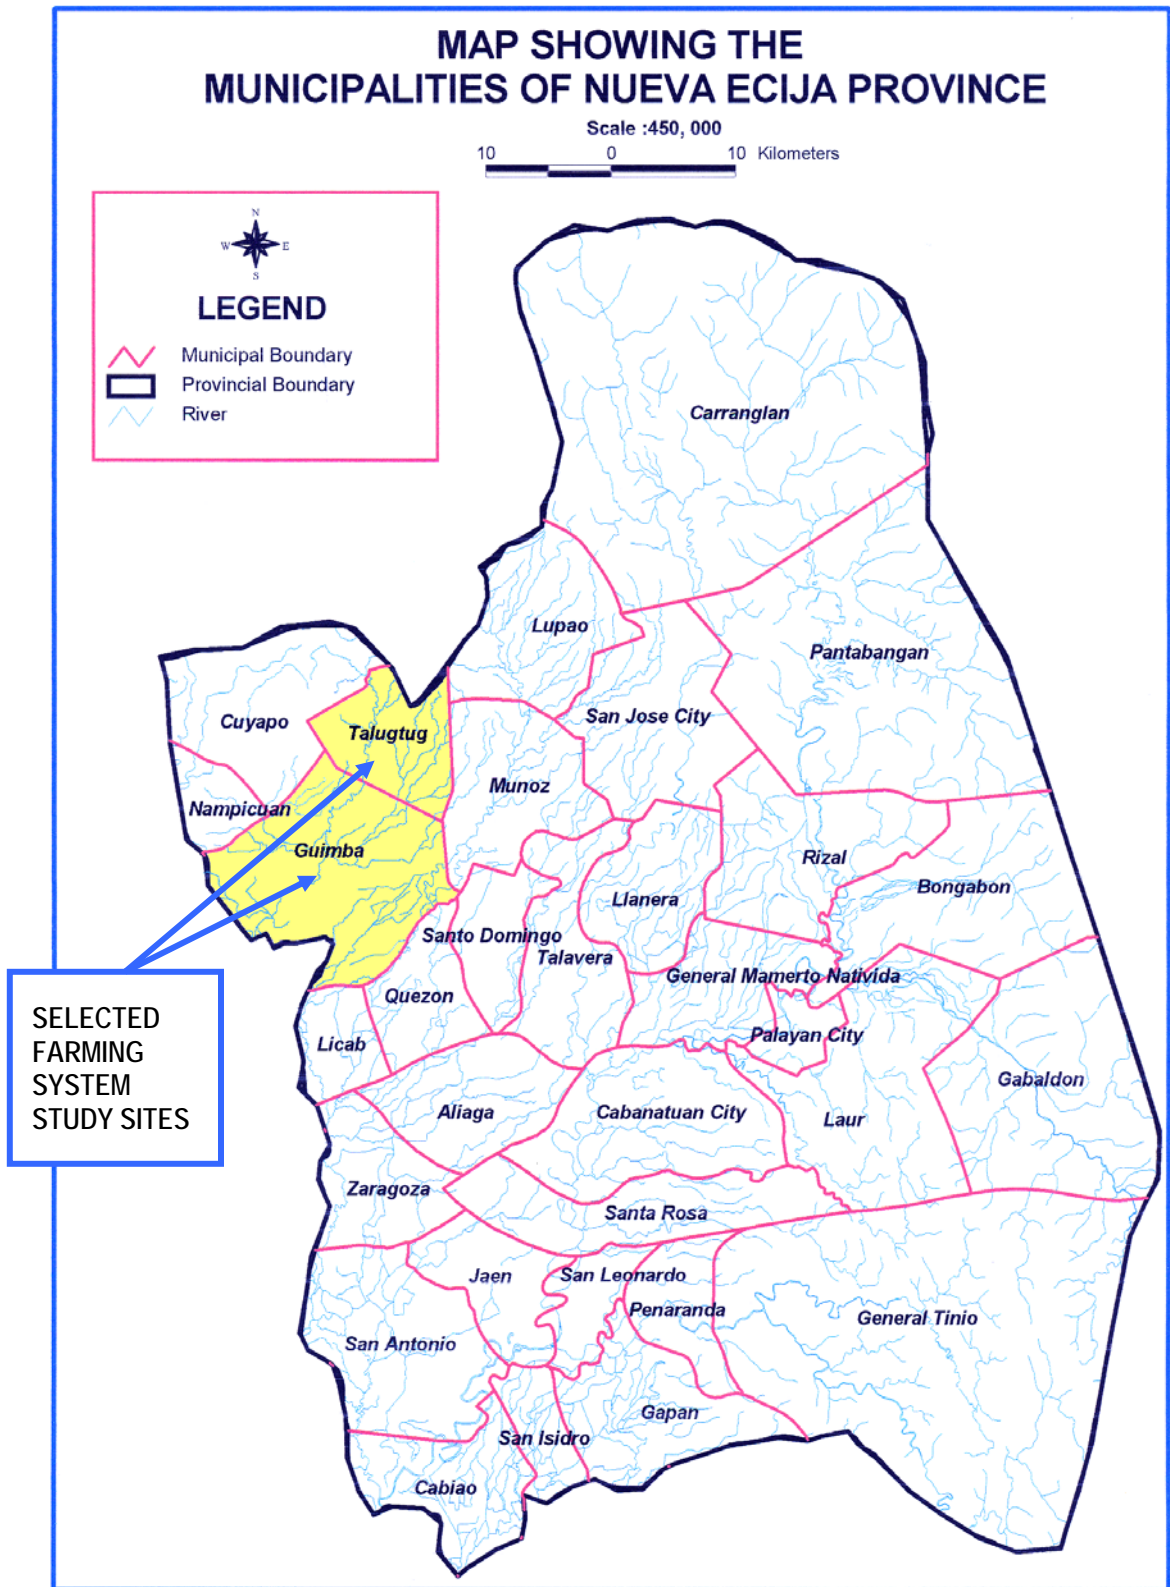 MAP SHOWING THE
MUNICIPALITIES OF NUEVA ECIJA PROVINCE
Scale :450, 000
10 0 10 Kilometers
N
W E
S
LEGEND
Municipal Boundary
Provincial Boundary
River
Carranglan
Lupao
Pantabangan
Cuyapo
San Jose City
Talugtug
Munoz
Nampicuan
Guimba
Rizal
Bongabon
Llanera
Santo Domingo
Talavera
General Mamerto Nativida
Quezon
SELECTED
FARMING
SYSTEM
STUDY SITES
Licab
Palayan City
Gabaldon
Aliaga
Cabanatuan City
Laur
Zaragoza
Santa Rosa
Jaen
San Leonardo
Penaranda
General Tinio
San Antonio
Gapan
San Isidro
Cabiao